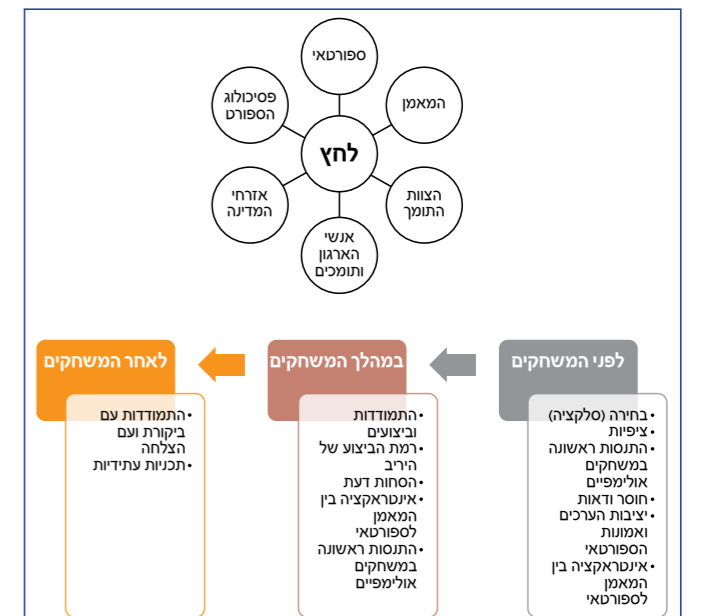 ספורטאי
המאמן
הצוות
התומך
אנשי
הארגון
ותומכים
אזרחי
המדינה
פסיכולוג
הספורט
לחץ
לפני המשחקים
• בחירה (סלקציה)
• ציפיות
• התנסות ראשונה
במשחקים
אולימפיים
• חוסר ודאות
• יציבות הערכים
ואמונות
הספורטאי
• אינטראקציה בין
המאמן
לספורטאי
במהלך המשחקים
• התמודדות
וביצועים
• רמת הביצוע של
היריב
• הסחות דעת
• אינטראקציה בין
המאמן
לספורטאי
• התנסות ראשונה
במשחקים
אולימפיים
לאחר המשחקים
• התמודדות עם
ביקורת ועם
הצלחה
• תכניות עתידיות